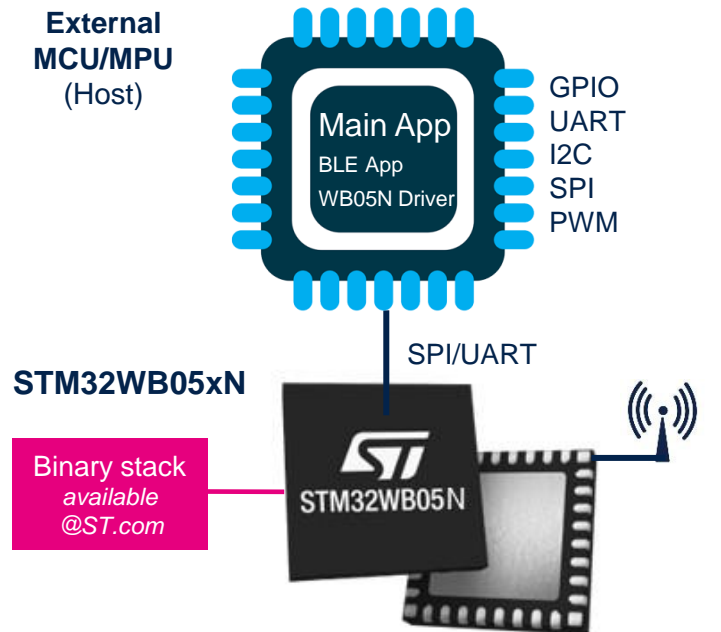 External
MCU/MPU
(Host)
Main App
BLE App
WB05N Driver
GPIO
UART
I2C
SPI
PWM
SPI/UART
STM32WB05xN
Binary stack
available
@ST.com
ST
STM32WB05N